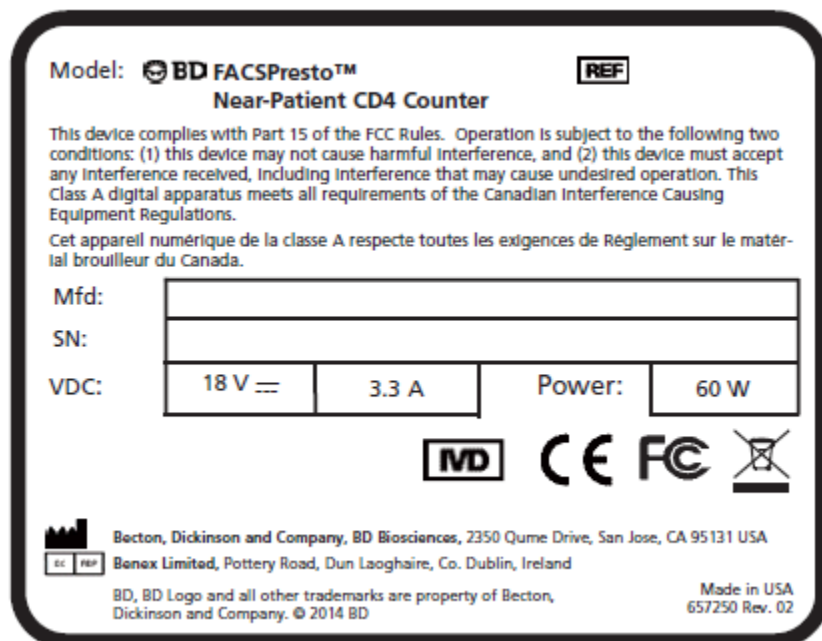 Model: BD FACSPresto™ REF
Near-Patient CD4 Counter
This device complies with Part 15 of the FCC Rules. Operation is subject to the following two
conditions: (1) this device may not cause harmful interference, and (2) this device must accept
any interference received, including interference that may cause undesired operation. This
Class A digital apparatus meets all requirements of the Canadian Interference Causing
Equipment Regulations.
Cet appareil numérique de la classe A respecte toutes les exigences de Réglement sur le matér-
ial brouilleur du Canada.
Mfd:
SN:
VDC: 18 V 3.3 A Power: 60 W
IVD CE FC
Becton, Dickinson and Company, BD Biosciences, 2350 Qume Drive, San Jose, CA 95131 USA
EC REP Benex Limited, Pottery Road, Dun Laoghaire, Co. Dublin, Ireland
BD, BD Logo and all other trademarks are property of Becton,
Dickinson and Company. © 2014 BD
Made in USA
657250 Rev. 02